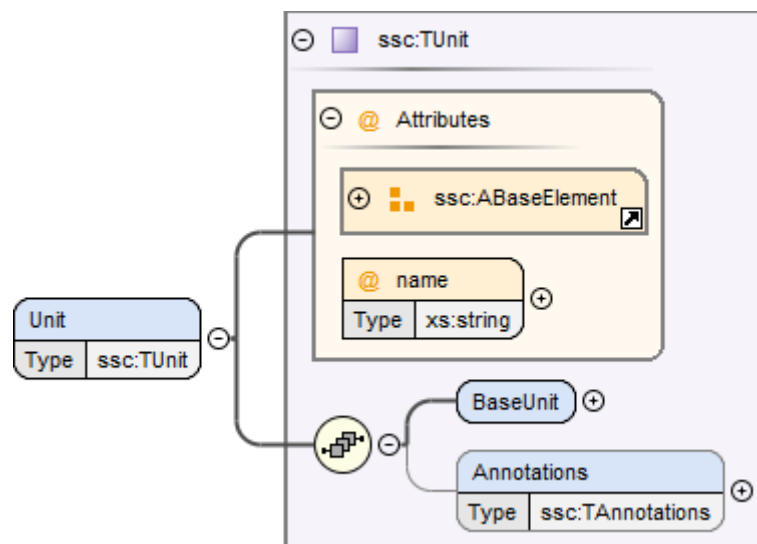 ssc:TUnit
@ Attributes
ssc:ABaseElement
@ name
Type xs:string
Unit
Type ssc:TUnit
BaseUnit
Annotations
Type ssc:TAnnotations